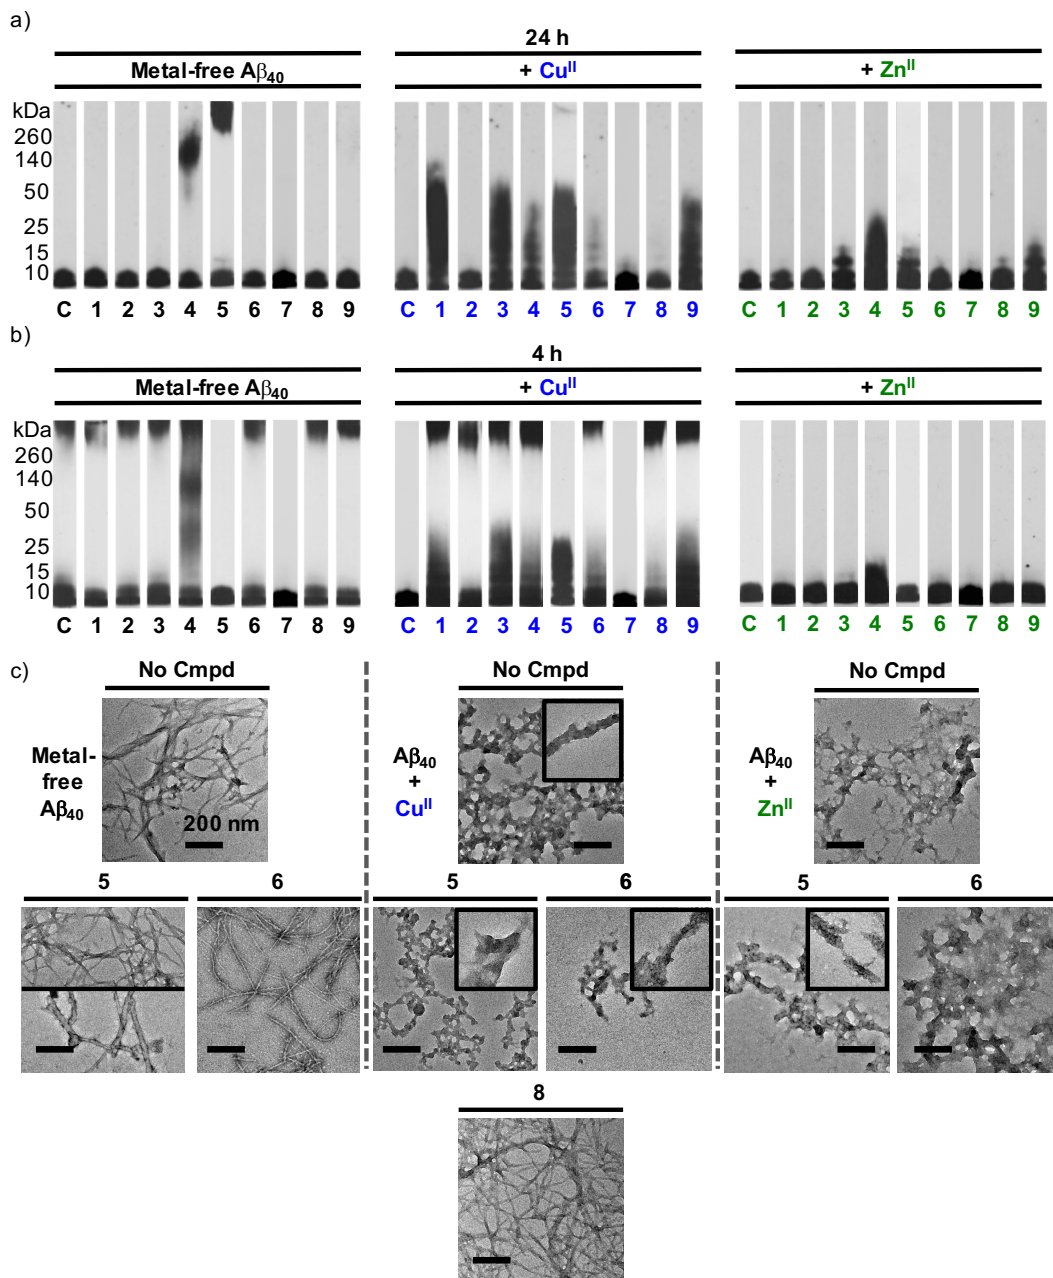 a)
24 h
Metal-free Aβ40
+ CuII
+ ZnII
kDa
260
140
50
25
15
10
C 1 2 3 4 5 6 7 8 9
C 1 2 3 4 5 6 7 8 9
C 1 2 3 4 5 6 7 8 9
b)
4 h
Metal-free Aβ40
+ CuII
+ ZnII
kDa
260
140
50
25
15
10
C 1 2 3 4 5 6 7 8 9
C 1 2 3 4 5 6 7 8 9
C 1 2 3 4 5 6 7 8 9
c)
No Cmpd
No Cmpd
No Cmpd
Metal-
free
Aβ40
200 nm
Aβ40
+
CuII
Aβ40
+
ZnII
5
6
5
6
5
6
8